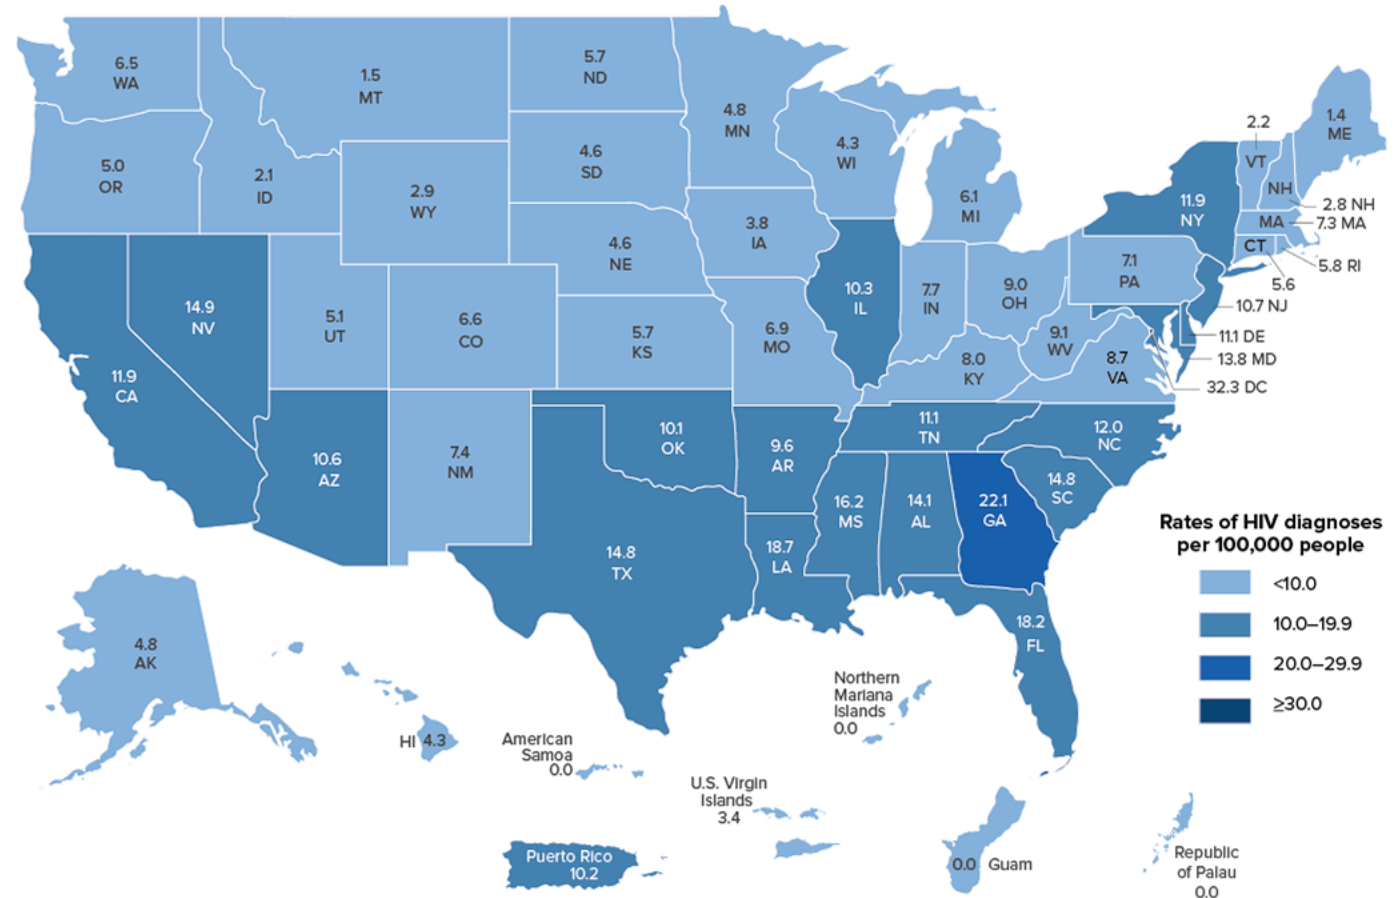 6.5
WA
1.5
MT
5.7
ND
4.8
MN
4.3
WI
6.1
MI
2.2
VT
1.4
ME
5.0
OR
2.1
ID
2.9
WY
4.6
SD
3.8
IA
11.9
NY
NH
2.8 NH
MA
7.3 MA
CT
5.8 RI
5.6
14.9
NV
5.1
UT
6.6
CO
4.6
NE
5.7
KS
6.9
MO
10.3
IL
7.7
IN
9.0
OH
7.1
PA
10.7 NJ
11.1 DE
13.8 MD
32.3 DC
9.1
WV
8.7
VA
8.0
KY
11.9
CA
10.6
AZ
7.4
NM
10.1
OK
9.6
AR
11.1
TN
12.0
NC
14.8
SC
14.8
TX
18.7
LA
16.2
MS
14.1
AL
22.1
GA
18.2
FL
Rates of HIV diagnoses
per 100,000 people
<10.0
10.0–19.9
20.0–29.9
≥30.0
4.8
AK
HI 4.3
American
Samoa
0.0
Northern
Mariana
Islands
0.0
U.S. Virgin
Islands
3.4
Puerto Rico
10.2
0.0 Guam
Republic
of Palau
0.0